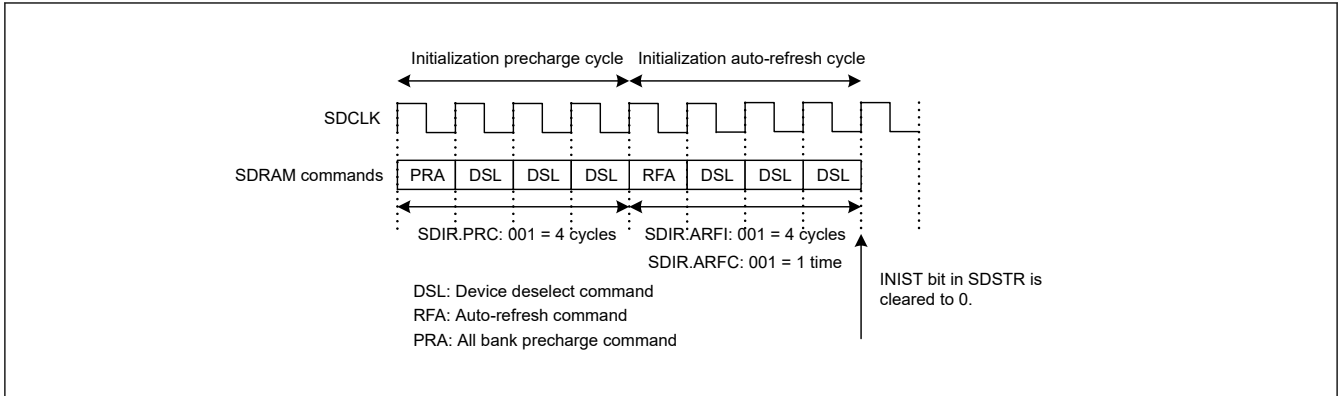 Initialization precharge cycle Initialization auto-refresh cycle
SDCLK
SDRAM commands PRA DSL DSL DSL RFA DSL DSL DSL
SDIR.PRC: 001 = 4 cycles SDIR.ARFI: 001 = 4 cycles
SDIR.ARFC: 001 = 1 time
INIST bit in SDSTR is
cleared to 0.
DSL: Device deselect command
RFA: Auto-refresh command
PRA: All bank precharge command